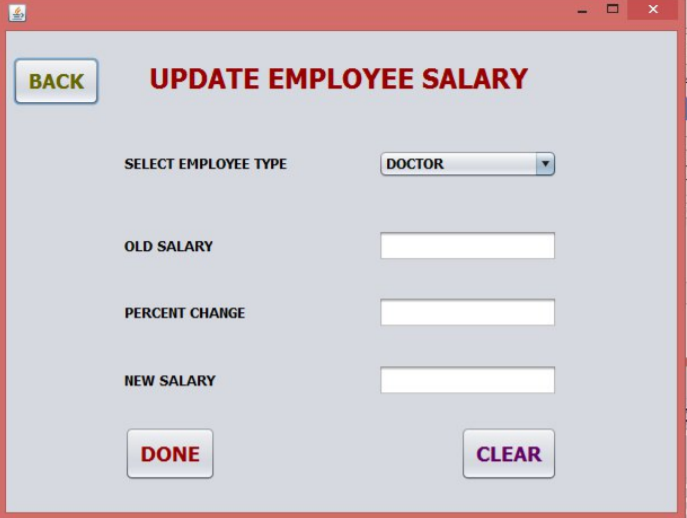 BACK
UPDATE EMPLOYEE SALARY
SELECT EMPLOYEE TYPE
DOCTOR
OLD SALARY
PERCENT CHANGE
NEW SALARY
DONE
CLEAR